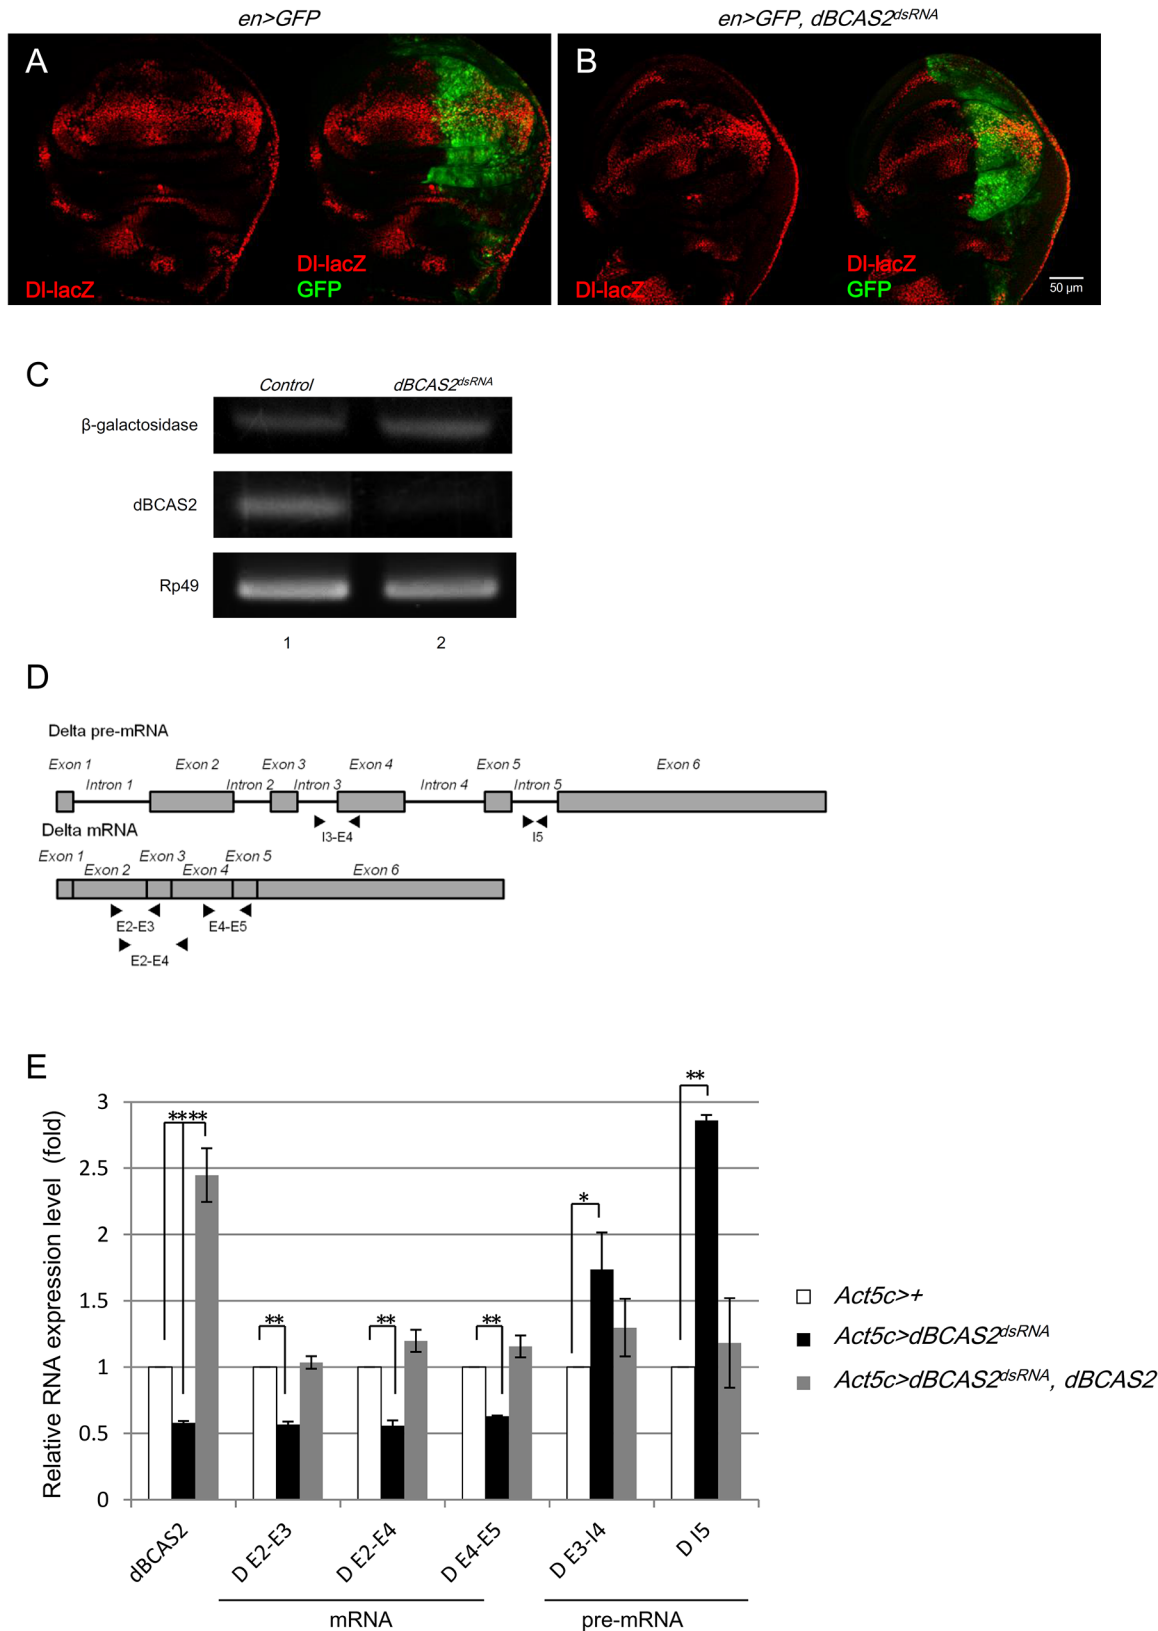 en>GFP
en>GFP, dBCAS2dsRNA
A
B
Dl-lacZ
Dl-lacZ
GFP
Dl-lacZ
Dl-lacZ
GFP
50 µm
C
Control
dBCAS2dsRNA
β-galactosidase
dBCAS2
Rp49
1
2
D
Delta pre-mRNA
Exon 1
Exon 2
Exon 3
Exon 4
Exon 5
Exon 6
Intron 1
Intron 2
Intron 3
Intron 4
Intron 5
I3-E4
I5
Delta mRNA
Exon 1
Exon 2
Exon 3
Exon 4
Exon 5
Exon 6
E2-E3
E4-E5
E2-E4
E
Relative RNA expression level (fold)
3
2.5
2
1.5
1
0.5
0
****
**
**
**
*
**
dBCAS2
D E2-E3
D E2-E4
D E4-E5
D E3-I4
D I5
mRNA
pre-mRNA
Act5c>+
Act5c>dBCAS2dsRNA
Act5c>dBCAS2dsRNA, dBCAS2